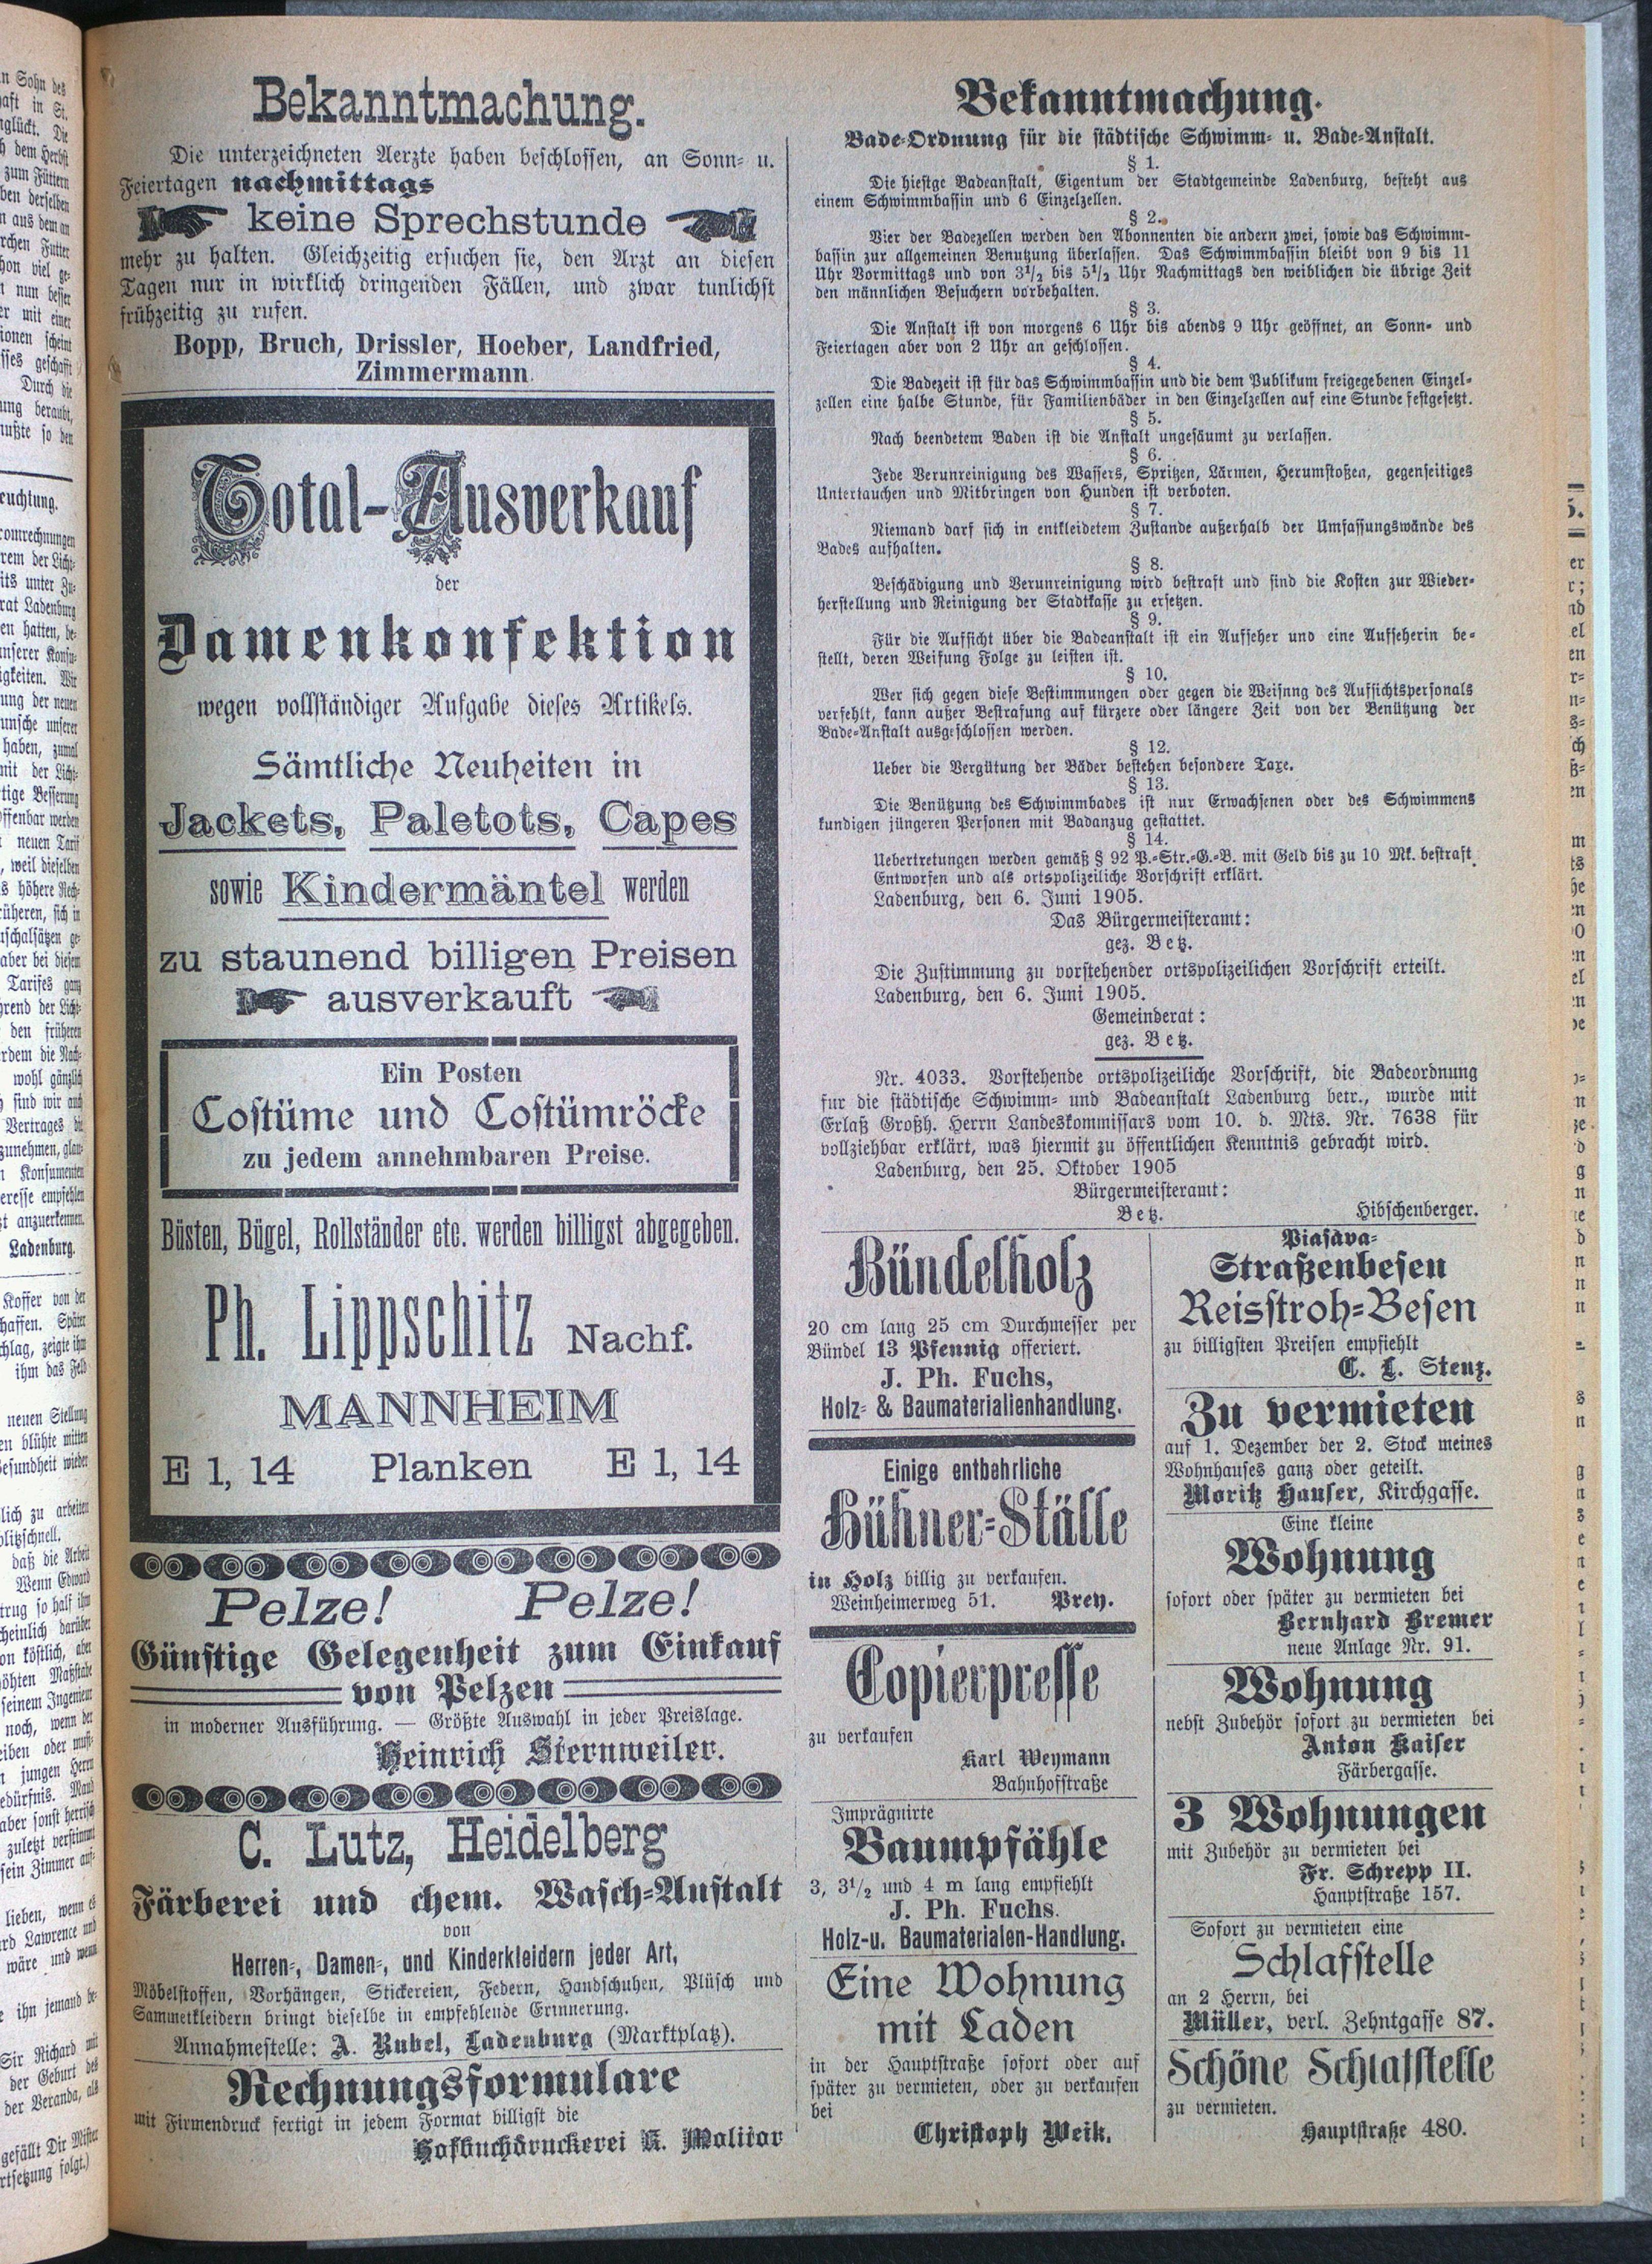 Bekanntmachung.
Die unterzeichneten Aerzte haben beschlossen, an Sonn- u.
Feiertagen nachmittags
keine Sprechstunde
mehr zu halten. Gleichzeitig ersuchen sie, den Arzt an diesen
Tagen nur in wirklich dringenden Fällen, und zwar tunlichst
frühzeitig zu rufen.
Bopp, Bruch, Drissler, Hoeber, Landfried,
Zimmermann.
Total-Ausverkauf
der
Damenkonfektion
wegen vollständiger Aufgabe dieses Artikels.
Sämtliche Neuheiten in
Jackets, Paletots, Capes
sowie Kindermäntel werden
zu staunend billigen Preisen
ausverkauft
Ein Posten
Costüme und Costümröcke
zu jedem annehmbaren Preise.
Büsten, Bügel, Rollständer etc. werden billigst abgegeben.
Ph. Lippschitz Nachf.
MANNHEIM
E 1, 14 Planken E 1, 14
Pelze! Pelze!
Günstige Gelegenheit zum Einkauf
von Pelzen
in moderner Ausführung. — Größte Auswahl in jeder Preislage.
Heinrich Sternweiler.
C. Lutz, Heidelberg
Färberei und chem. Wasch-Anstalt
von
Herren-, Damen-, und Kinderkleidern jeder Art,
Möbelstoffen, Vorhängen, Stickereien, Federn, Handschuhen, Plüsch und
Sammetkleidern bringt dieselbe in empfehlende Erinnerung.
Annahmestelle: A. Rubel, Ladenburg (Marktplatz).
Rechnungsformulare
mit Firmendruck fertigt in jedem Format billigst die
Hofbuchdruckerei K. Molitor
Bekanntmachung.
Bade-Ordnung für die städtische Schwimm- u. Bade-Anstalt.
§ 1.
Die hiesige Badeanstalt, Eigentum der Stadtgemeinde Ladenburg, besteht aus
einem Schwimmbassin und 6 Einzelzellen.
§ 2.
Vier der Badezellen werden den Abonnenten die andern zwei, sowie das Schwimm-
bassin zur allgemeinen Benutzung überlassen. Das Schwimmbassin bleibt von 9 bis 11
Uhr Vormittags und von 3½ bis 5½ Uhr Nachmittags den weiblichen die übrige Zeit
den männlichen Besuchern vorbehalten.
§ 3.
Die Anstalt ist von morgens 6 Uhr bis abends 9 Uhr geöffnet, an Sonn- und
Feiertagen aber von 2 Uhr an geschlossen.
§ 4.
Die Badezeit ist für das Schwimmbassin und die dem Publikum freigegebenen Einzel-
zellen eine halbe Stunde, für Familienbäder in den Einzelzellen auf eine Stunde festgesetzt.
§ 5.
Nach beendetem Baden ist die Anstalt ungesäumt zu verlassen.
§ 6.
Jede Verunreinigung des Wassers, Spritzen, Lärmen, Herumstoßen, gegenseitiges
Untertauchen und Mitbringen von Hunden ist verboten.
§ 7.
Niemand darf sich in entkleidetem Zustande außerhalb der Umfassungswände des
Bades aufhalten.
§ 8.
Beschädigung und Verunreinigung wird bestraft und sind die Kosten zur Wieder-
herstellung und Reinigung der Stadtkasse zu ersetzen.
§ 9.
Für die Aufsicht über die Badeanstalt ist ein Aufseher und eine Aufseherin be-
stellt, deren Weisung Folge zu leisten ist.
§ 10.
Wer sich gegen diese Bestimmungen oder gegen die Weisnng des Aufsichtspersonals
verfehlt, kann außer Bestrafung auf kürzere oder längere Zeit von der Benützung der
Bade-Anstalt ausgeschlossen werden.
§ 12.
Ueber die Vergütung der Bäder bestehen besondere Taxe.
§ 13.
Die Benützung des Schwimmbades ist nur Erwachsenen oder des Schwimmens
kundigen jüngeren Personen mit Badanzug gestattet.
§ 14.
Uebertretungen werden gemäß § 92 P.-Str.-G.-B. mit Geld bis zu 10 Mk. bestraft.
Entworfen und als ortspolizeiliche Vorschrift erklärt.
Ladenburg, den 6. Juni 1905.
Das Bürgermeisteramt:
gez. Betz.
Die Zustimmung zu vorstehender ortspolizeilichen Vorschrift erteilt.
Ladenburg, den 6. Juni 1905.
Gemeinderat:
gez. Betz.
Nr. 4033. Vorstehende ortspolizeiliche Vorschrift, die Badeordnung
für die städtische Schwimm- und Badeanstalt Ladenburg betr., wurde mit
Erlaß Großh. Herrn Landeskommissars vom 10. d. Mts. Nr. 7638 für
vollziehbar erklärt, was hiermit zu öffentlichen Kenntnis gebracht wird.
Ladenburg, den 25. Oktober 1905
Bürgermeisteramt:
Betz. Hibschenberger.
Bündelholz
20 cm lang 25 cm Durchmesser per
Bündel 13 Pfennig offeriert.
J. Ph. Fuchs,
Holz- & Baumaterialienhandlung.
Einige entbehrliche
Hühner-Ställe
in Holz billig zu verkaufen.
Weinheimerweg 51. Prey.
Copierpresse
zu verkaufen
Karl Weymann
Bahnhofstraße
Imprägnirte
Baumpfähle
3, 3½ und 4 m lang empfiehlt
J. Ph. Fuchs.
Holz-u. Baumaterialen-Handlung.
Eine Wohnung
mit Laden
in der Hauptstraße sofort oder auf
später zu vermieten, oder zu verkaufen
bei
Christoph Weik.
Piasava-
Straßenbesen
Reisstroh-Besen
zu billigsten Preisen empfiehlt
C. L. Stenz.
Zu vermieten
auf 1. Dezember der 2. Stock meines
Wohnhauses ganz oder geteilt.
Moritz Hauser, Kirchgasse.
Eine kleine
Wohnung
sofort oder später zu vermieten bei
Bernhard Bremer
neue Anlage Nr. 91.
Wohnung
nebst Zubehör sofort zu vermieten bei
Anton Kaiser
Färbergasse.
3 Wohnungen
mit Zubehör zu vermieten bei
Fr. Schrepp II.
Hauptstraße 157.
Sofort zu vermieten eine
Schlafstelle
an 2 Herrn, bei
Müller, verl. Zehntgasse 87.
Schöne Schlafstelle
zu vermieten.
Hauptstraße 480.